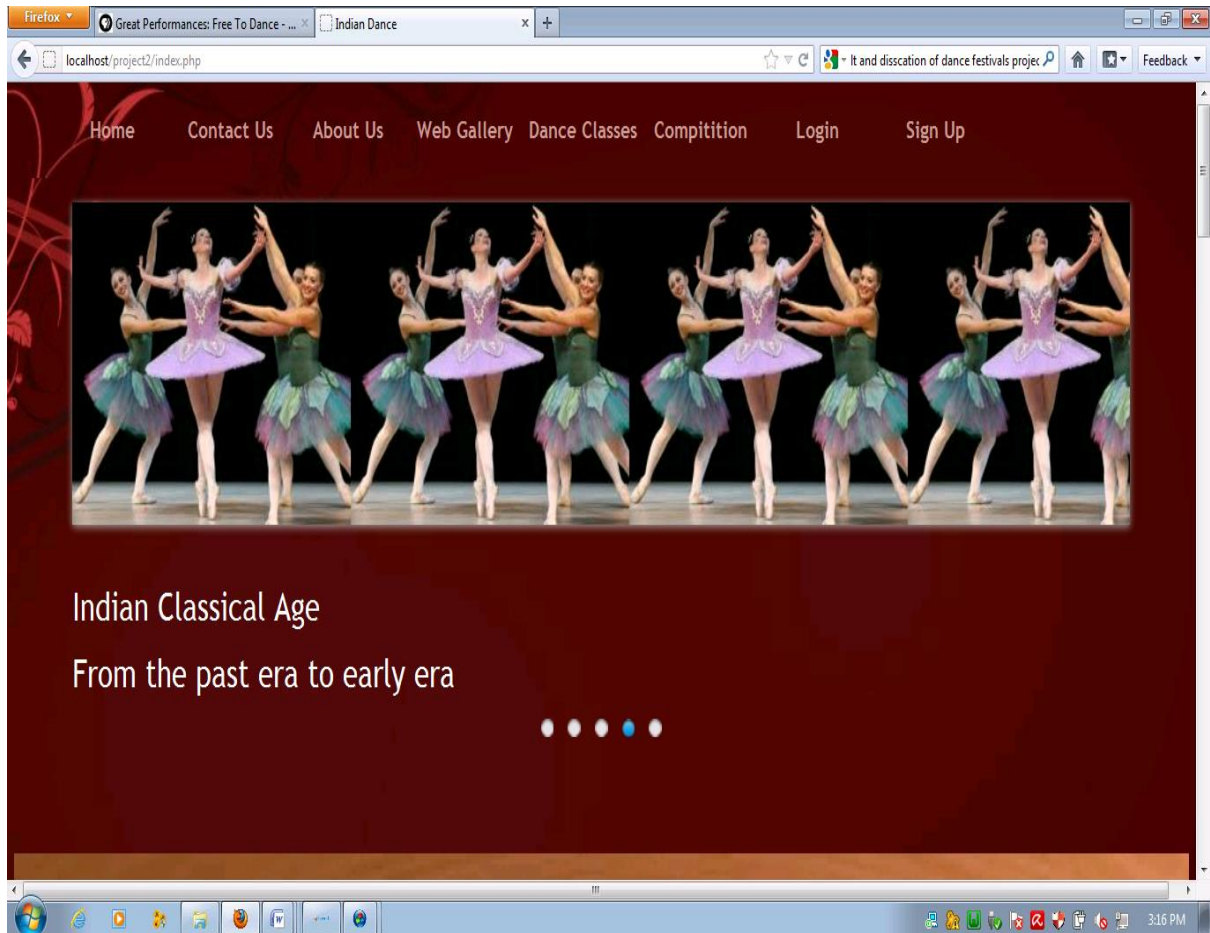 Firefox
Great Performances: Free To Dance - ...
Indian Dance
localhost/project2/index.php
It and disscation of dance festivals projec
Feedback
Home Contact Us About Us Web Gallery Dance Classes Compitition Login Sign Up
Indian Classical Age
From the past era to early era
3:16 PM